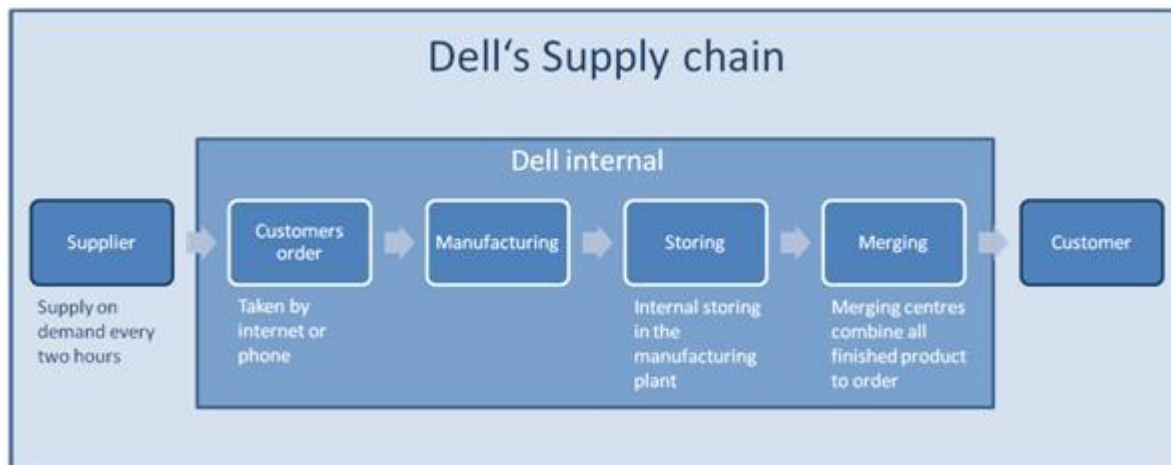 Dell‘s Supply chain
Dell internal
Supplier
Supply on
demand every
two hours
Customers
order
Taken by
internet or
phone
Manufacturing
Storing
Internal storing
in the
manufacturing
plant
Merging
Merging centres
combine all
finished product
to order
Customer